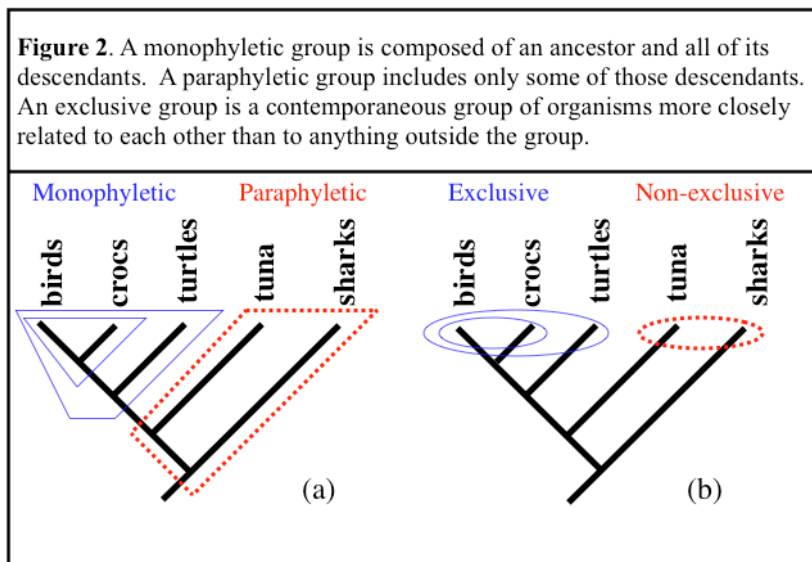 Figure 2. A monophyletic group is composed of an ancestor and all of its
descendants. A paraphyletic group includes only some of those descendants.
An exclusive group is a contemporaneous group of organisms more closely
related to each other than to anything outside the group.
Monophyletic Paraphyletic Exclusive Non-exclusive
birds crocs turtles tuna sharks birds crocs turtles tuna sharks
(a) (b)